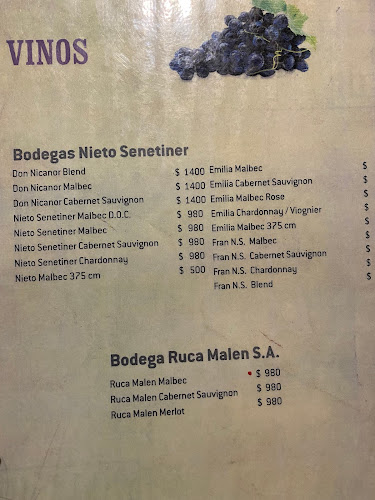 VINOS
Bodegas Nieto Senetiner
Don Nicanor Blend $ 1400
Don Nicanor Malbec $ 1400
Don Nicanor Cabernet Sauvignon $ 1400
Nieto Senetiner Malbec D.O.C. $ 980
Nieto Senetiner Malbec $ 980
Nieto Senetiner Cabernet Sauvignon $ 980
Nieto Senetiner Chardonnay $ 980
Nieto Malbec 375 cm $ 500
Emilia Malbec $
Emilia Cabernet Sauvignon $
Emilia Malbec Rose $
Emilia Chardonnay / Viognier $
Emilia Malbec 375 cm $
Fran N.S. Malbec $
Fran N.S. Cabernet Sauvignon $
Fran N.S. Chardonnay $
Fran N.S. Blend $
Bodega Ruca Malen S.A.
Ruca Malen Malbec $ 980
Ruca Malen Cabernet Sauvignon $ 980
Ruca Malen Merlot $ 980